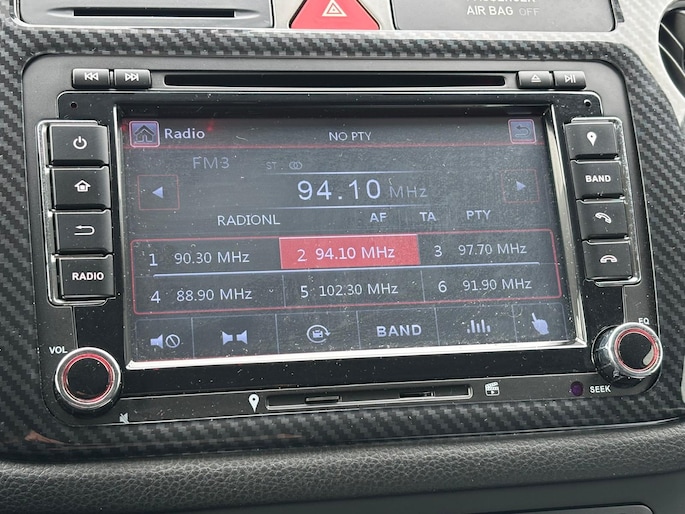 PASSENGER
AIR BAG OFF
Radio
NO PTY
FM3
ST
94.10 MHz
BAND
RADIONL AF TA PTY
1 90.30 MHz 2 94.10 MHz 3 97.70 MHz
RADIO
4 88.90 MHz 5 102.30 MHz 6 91.90 MHz
BAND
VOL
EQ
SEEK